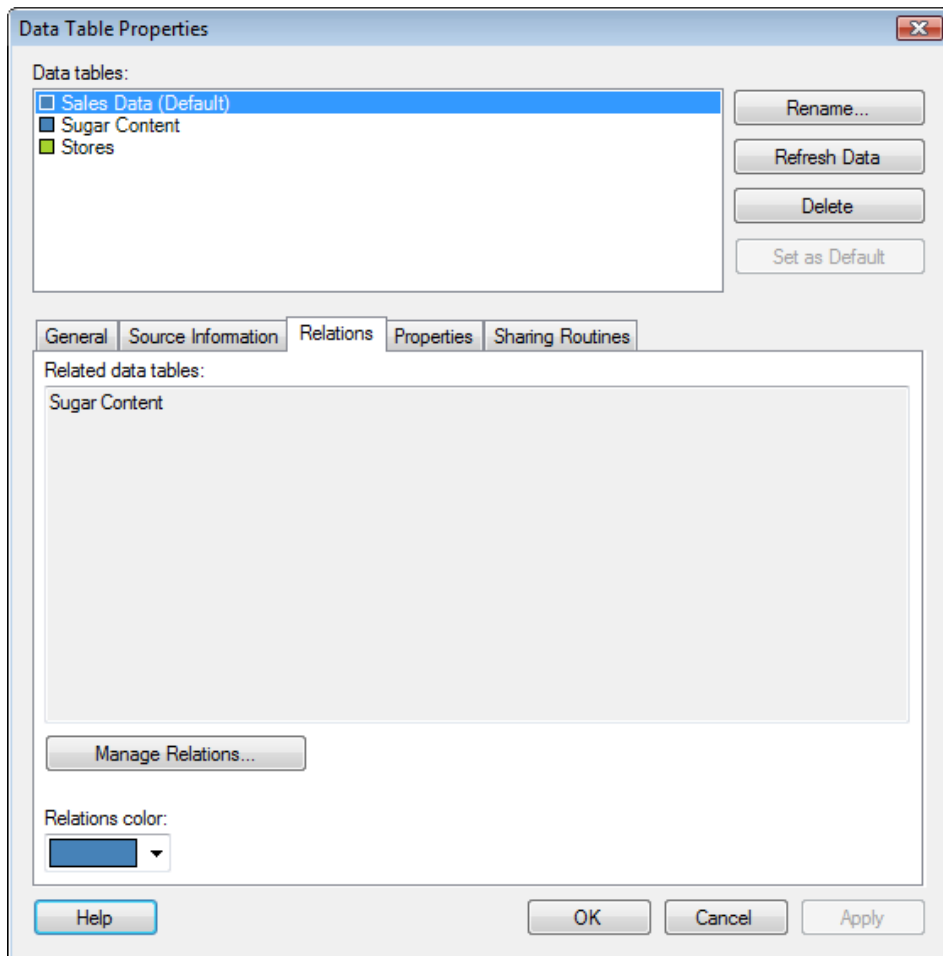 Data Table Properties
Data tables:
Sales Data (Default)
Sugar Content
Stores
Rename...
Refresh Data
Delete
Set as Default
General Source Information Relations Properties Sharing Routines
Related data tables:
Sugar Content
Manage Relations...
Relations color:
Help OK Cancel Apply